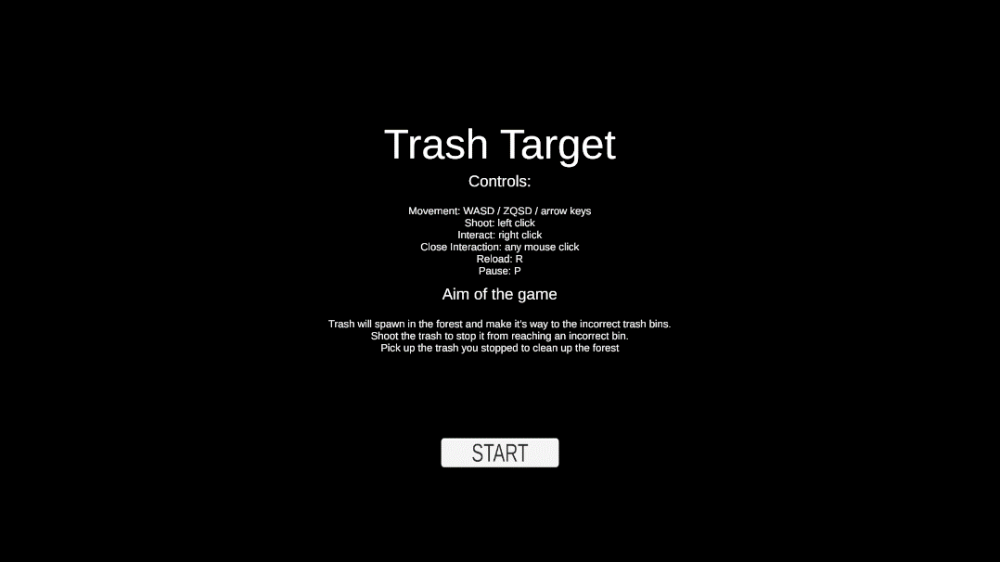 Trash Target
Controls:
Movement: WASD / ZQSD / arrow keys
Shoot: left click
Interact: right click
Close Interaction: any mouse click
Reload: R
Pause: P
Aim of the game
Trash will spawn in the forest and make it's way to the incorrect trash bins.
Shoot the trash to stop it from reaching an incorrect bin.
Pick up the trash you stopped to clean up the forest
START